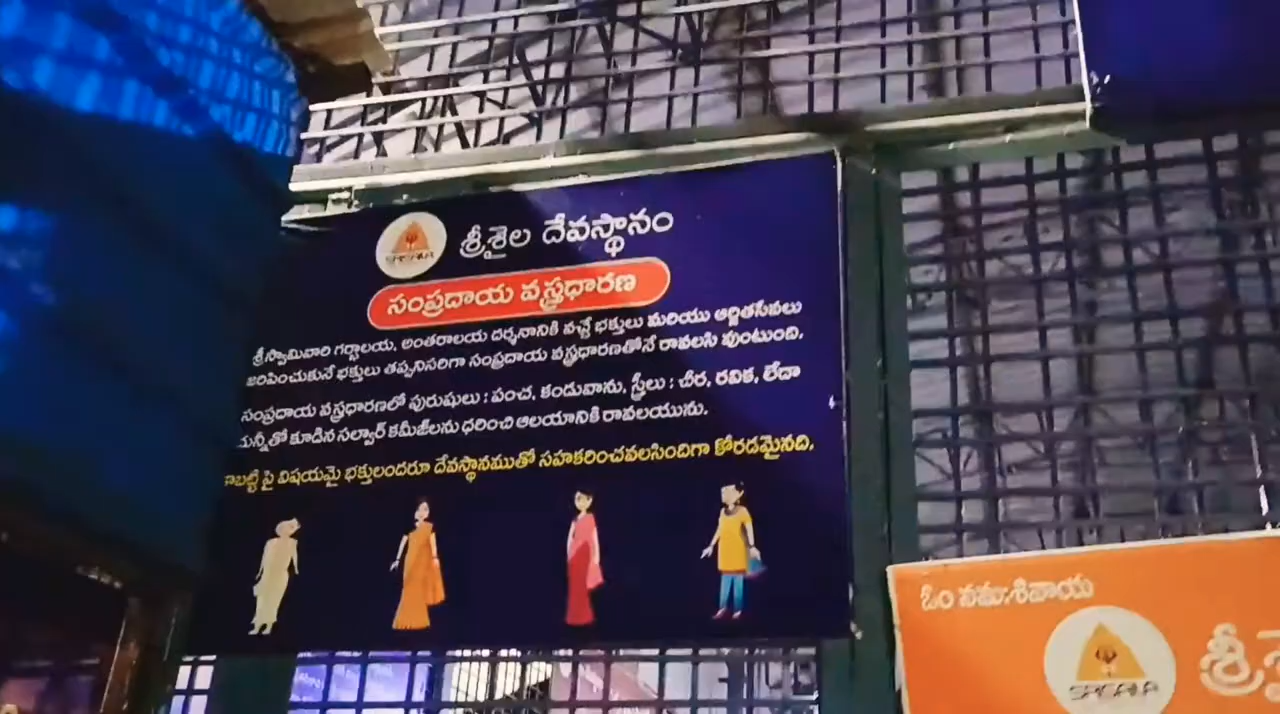 శ్రీశైల దేవస్థానం
సంప్రదాయ వస్త్రధారణ
శ్రీస్వామివారి గర్భాలయ, అంతరాలయ దర్శనానికి వచ్చే భక్తులు మరియు ఆర్జితసేవలు
జరిపించుకునే భక్తులు తప్పనిసరిగా సంప్రదాయ వస్త్రధారణతోనే రావలసి వుంటుంది.
సంప్రదాయ వస్త్రధారణలో పురుషులు : పంచ, కండువాను, స్త్రీలు : చీర, రవిక, లేదా
చున్నీతో కూడిన సల్వార్ కమీజ్‌లను ధరించి ఆలయానికి రావలయును.
కాబట్టి పై విషయమై భక్తులందరూ దేవస్థానముతో సహకరించవలసిందిగా కోరడమైనది.
ఓం నమఃశివాయ